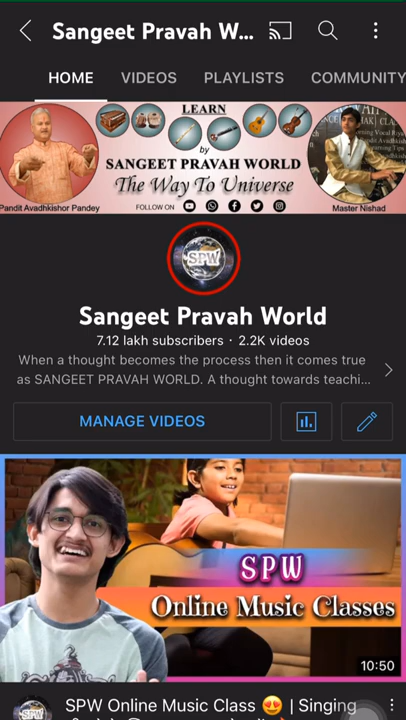 Sangeet Pravah W...
HOME VIDEOS PLAYLISTS COMMUNITY
LEARN
by
SANGEET PRAVAH WORLD
The Way To Universe
FOLLOW ON
Pandit Avadhkishor Pandey
Master Nishad
SPW
Sangeet Pravah World
7.12 lakh subscribers · 2.2K videos
When a thought becomes the process then it comes true
as SANGEET PRAVAH WORLD. A thought towards teachi...
MANAGE VIDEOS
SPW
Online Music Classes
10:50
SPW Online Music Class 😍 | Singing